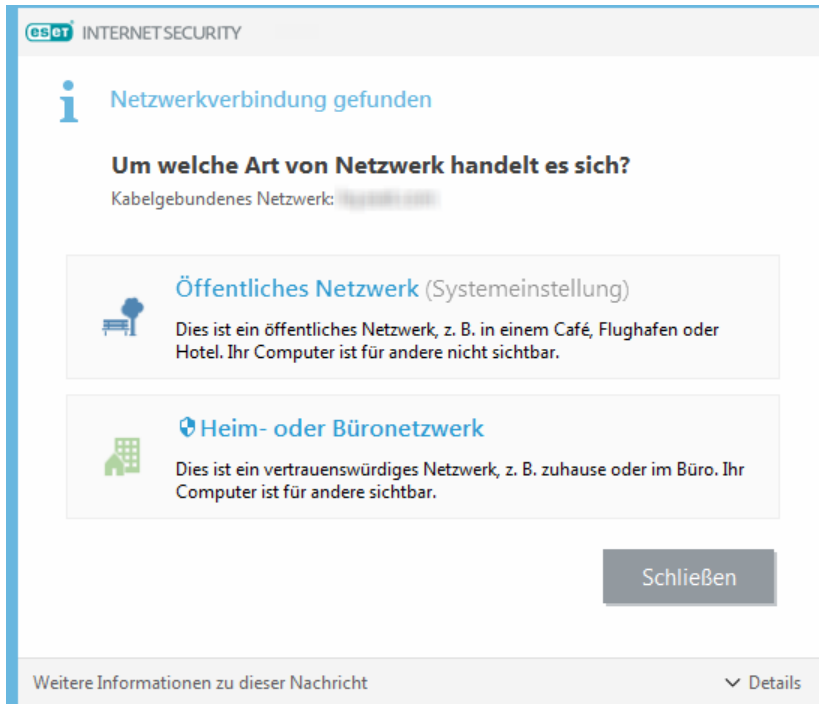 eset INTERNET SECURITY
Netzwerkverbindung gefunden
Um welche Art von Netzwerk handelt es sich?
Kabelgebundenes Netzwerk:
Öffentliches Netzwerk (Systemeinstellung)
Dies ist ein öffentliches Netzwerk, z. B. in einem Café, Flughafen oder
Hotel. Ihr Computer ist für andere nicht sichtbar.
Heim- oder Büronetzwerk
Dies ist ein vertrauenswürdiges Netzwerk, z. B. zuhause oder im Büro. Ihr
Computer ist für andere sichtbar.
Schließen
Weitere Informationen zu dieser Nachricht
Details